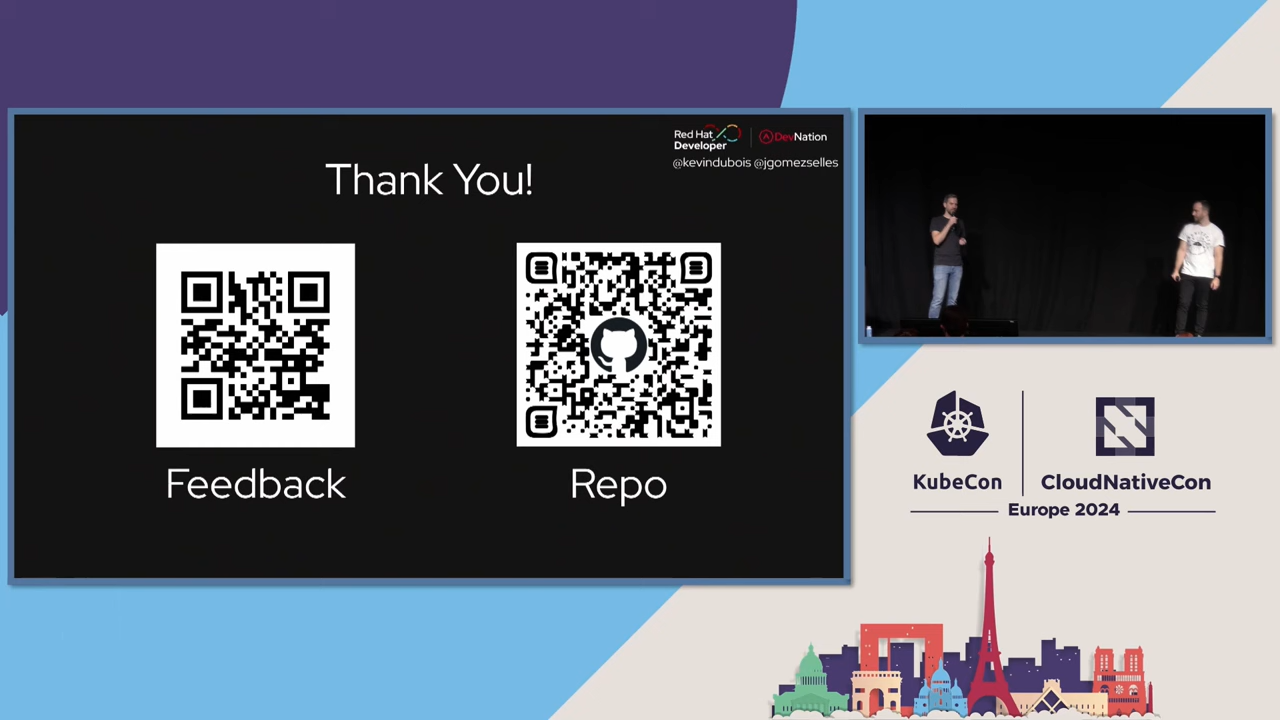 Red Hat
Developer
DevNation
@kevindubois @jgomezselles
Thank You!
Feedback
Repo
KubeCon
CloudNativeCon
Europe 2024